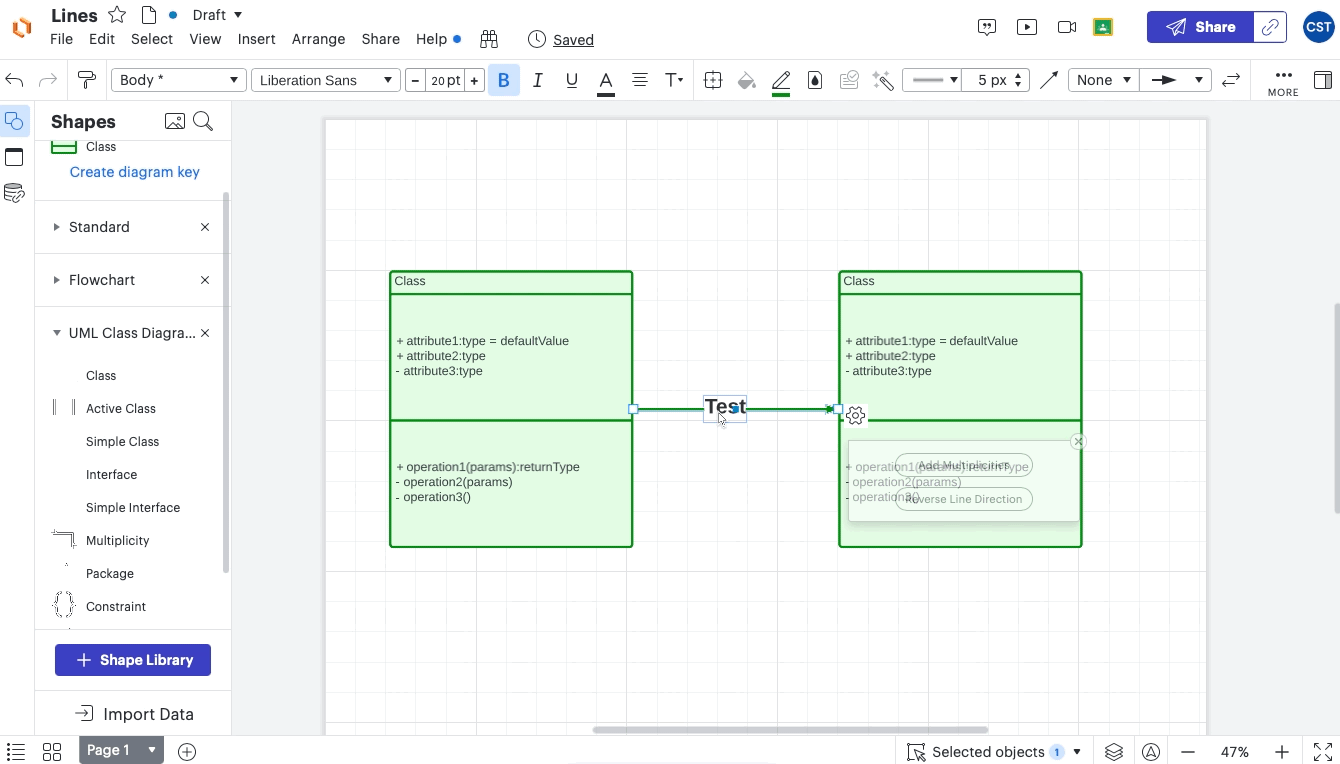 Lines
Draft
File Edit Select View Insert Arrange Share Help
Saved
Share
CST
Body *
Liberation Sans
- 20 pt +
B I U A T
5 px
None
MORE
Shapes
Class
Create diagram key
Standard
Flowchart
UML Class Diagra...
Class
Active Class
Simple Class
Interface
Simple Interface
Multiplicity
Package
Constraint
+ Shape Library
Import Data
Class
+ attribute1:type = defaultValue
+ attribute2:type
- attribute3:type
+ operation1(params):returnType
- operation2(params)
- operation3()
Test
Class
+ attribute1:type = defaultValue
+ attribute2:type
- attribute3:type
+ operation1(params):returnType
- operation2(params)
- operation3()
Add Multiplicities
Reverse Line Direction
Page 1
Selected objects 1
47%